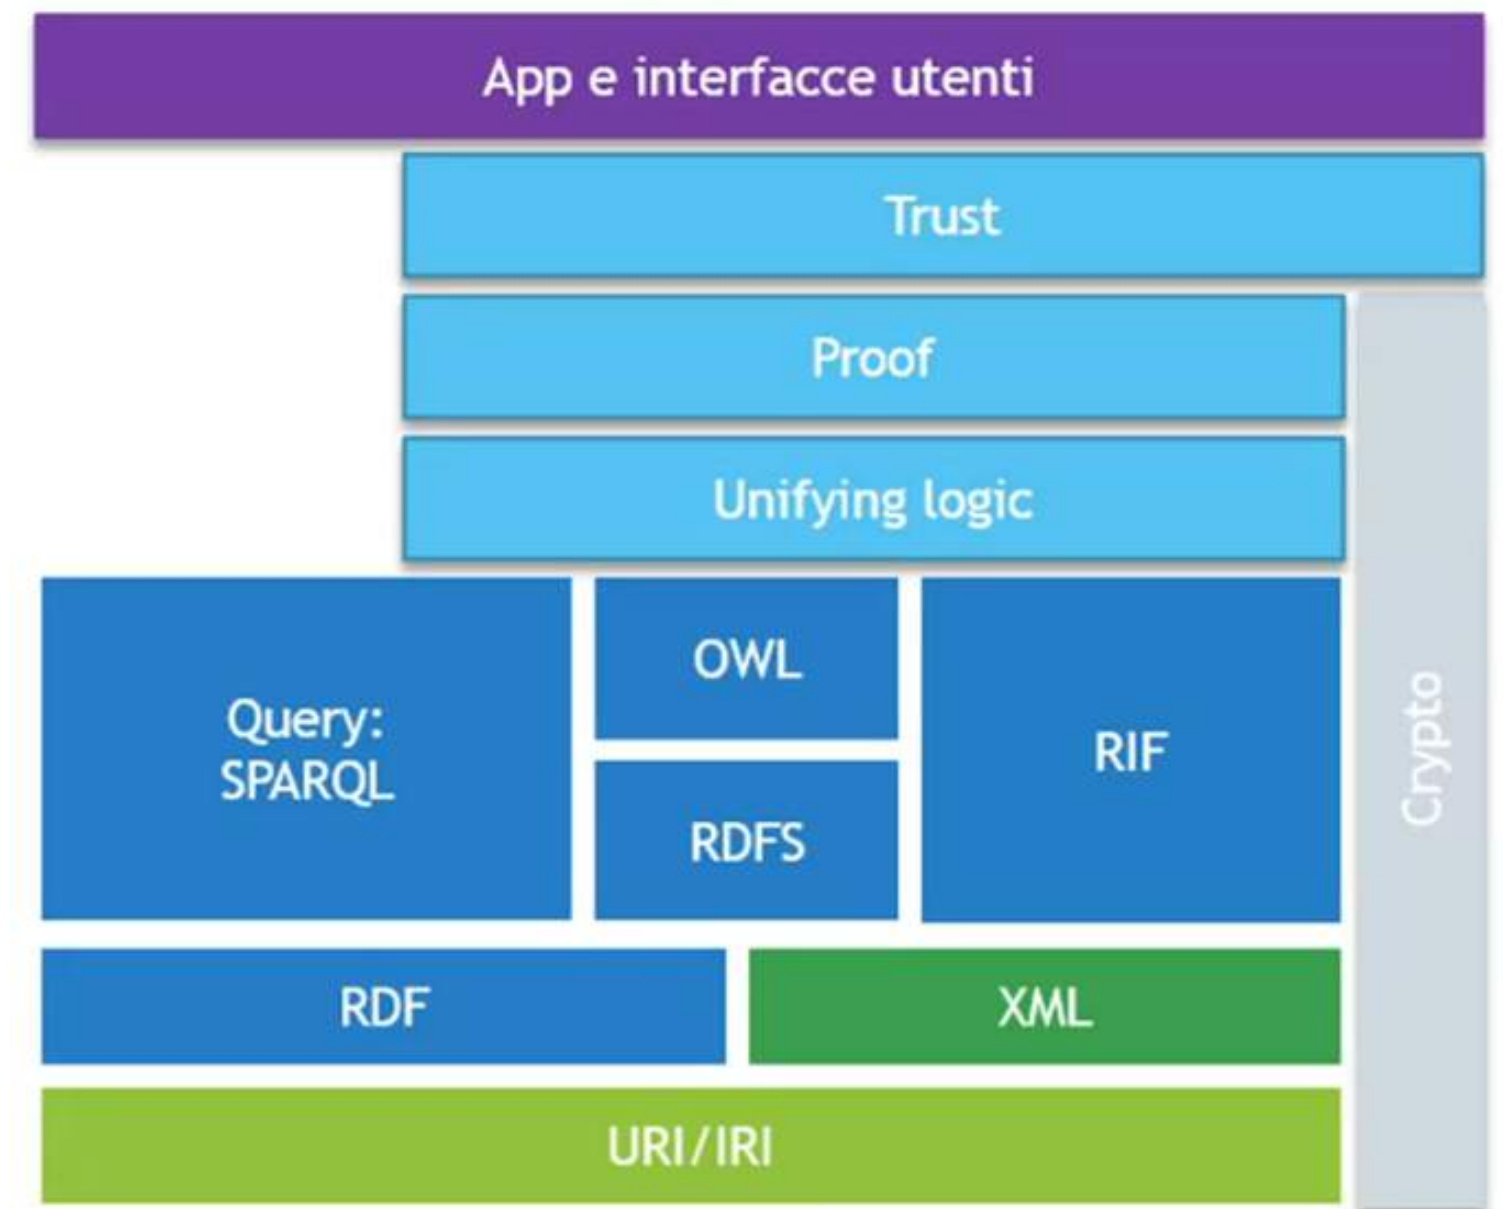 App e interfacce utenti
Trust
Proof
Unifying logic
Query:
SPARQL
OWL
RDFS
RIF
Crypto
RDF
XML
URI/IRI